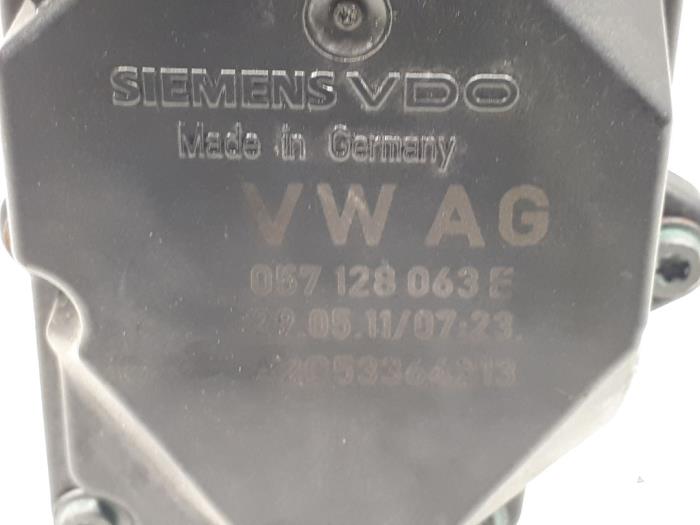 SIEMENS VDO
Made in Germany
VW AG
057 128 063 E
29.05.11/07:23.